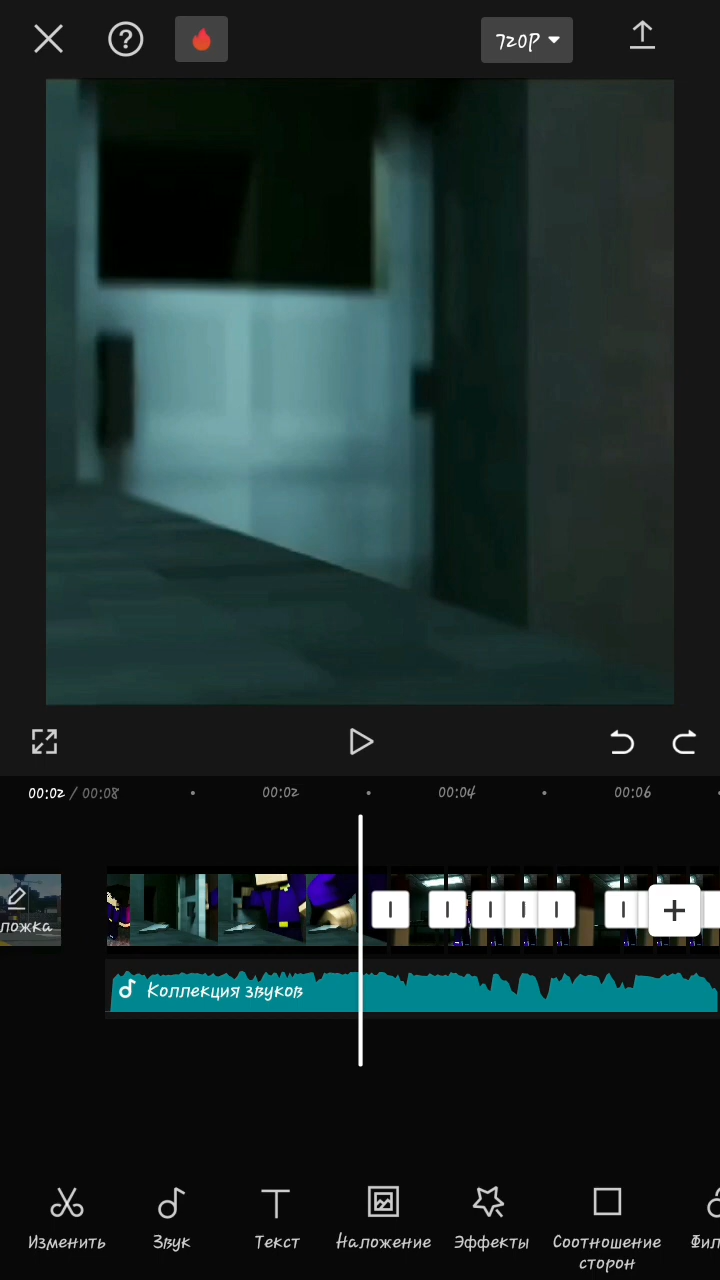 720P
00:02 / 00:08
00:02
00:04
00:06
ложка
Коллекция звуков
Изменить
Звук
Текст
Наложение
Эффекты
Соотношение
сторон
Фил